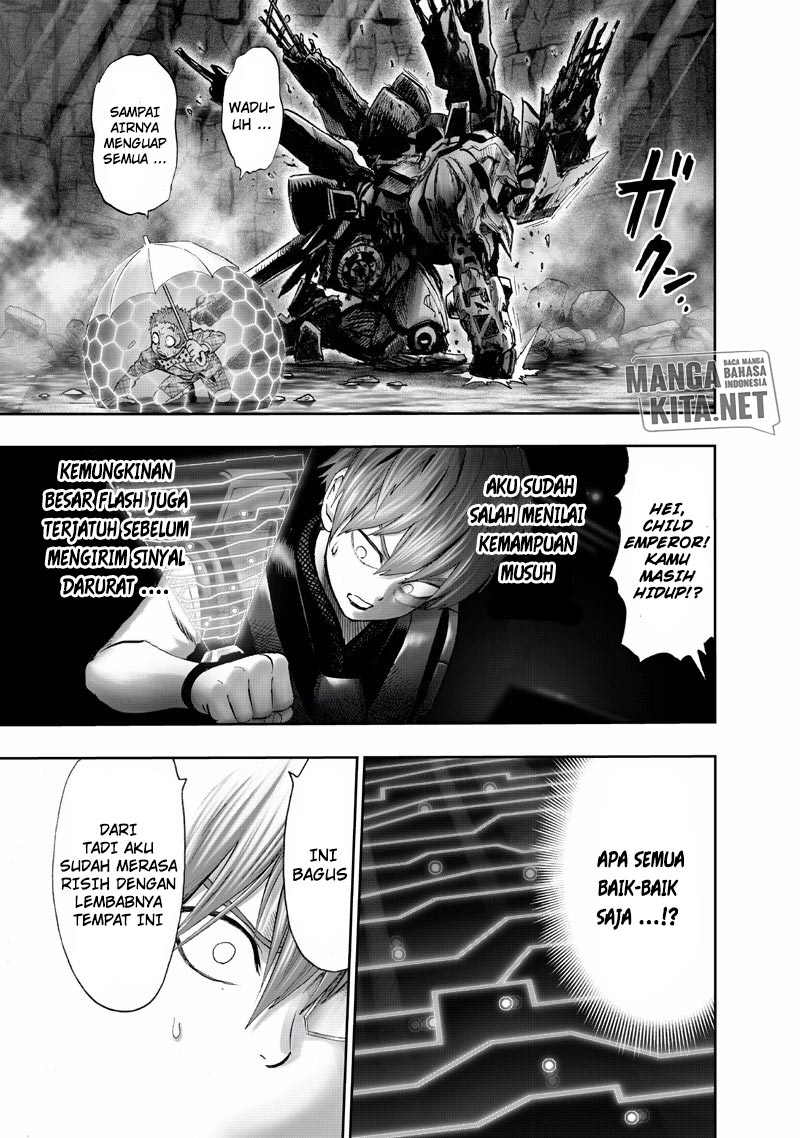 WADU-
UH ...
SAMPAI
AIRNYA
MENGUAP
SEMUA ...
ガクンッ
MANGA
KITA.NET
BACA MANGA
BAHASA
INDONESIA
HEI,
CHILD
EMPEROR!
KAMU
MASIH
HIDUP!?
AKU SUDAH
SALAH MENILAI
KEMAMPUAN
MUSUH
KEMUNGKINAN
BESAR FLASH JUGA
TERJATUH SEBELUM
MENGIRIM SINYAL
DARURAT ....
APA SEMUA
BAIK-BAIK
SAJA ...!?
INI
BAGUS
DARI
TADI AKU
SUDAH MERASA
RISIH DENGAN
LEMBABNYA
TEMPAT INI